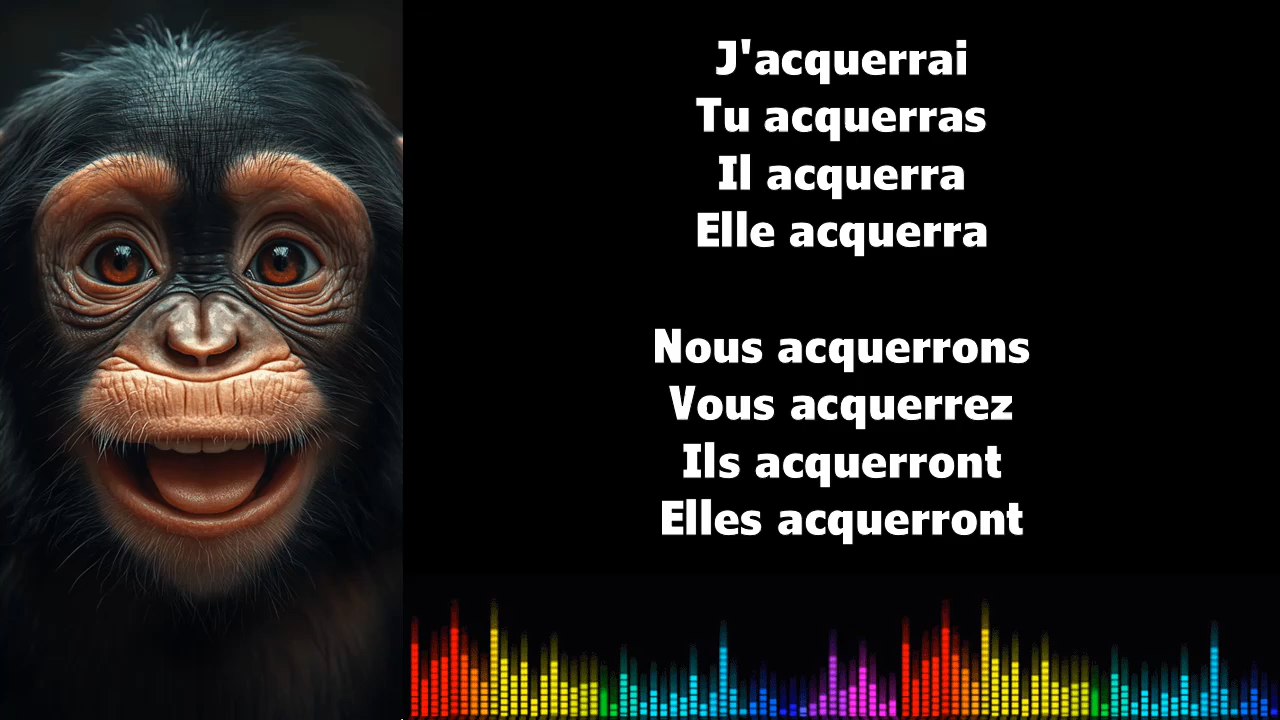 J'acquerrai
Tu acquerras
Il acquerra
Elle acquerra
Nous acquerrons
Vous acquerrez
Ils acquerront
Elles acquerront